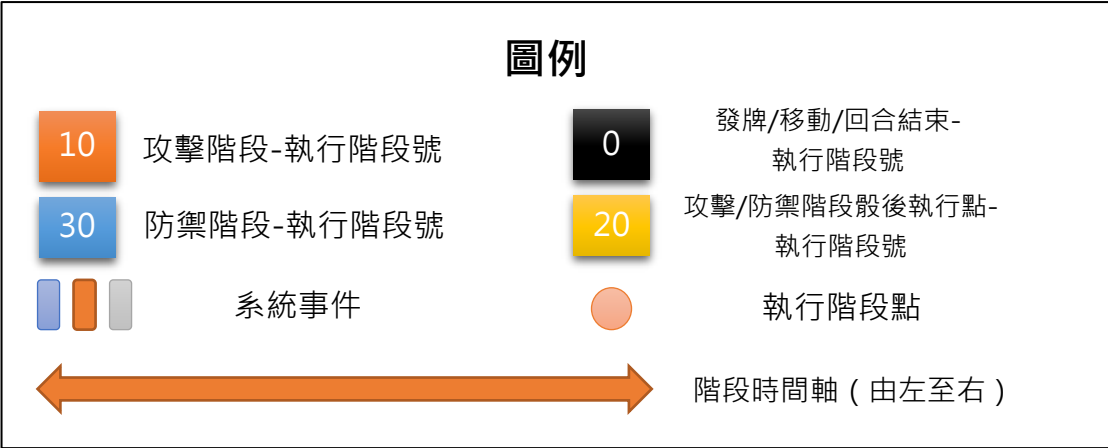 圖例
10
攻擊階段-執行階段號
0
發牌/移動/回合結束-
執行階段號
30
防禦階段-執行階段號
20
攻擊/防禦階段骰後執行點-
執行階段號
系統事件
執行階段點
階段時間軸（由左至右）